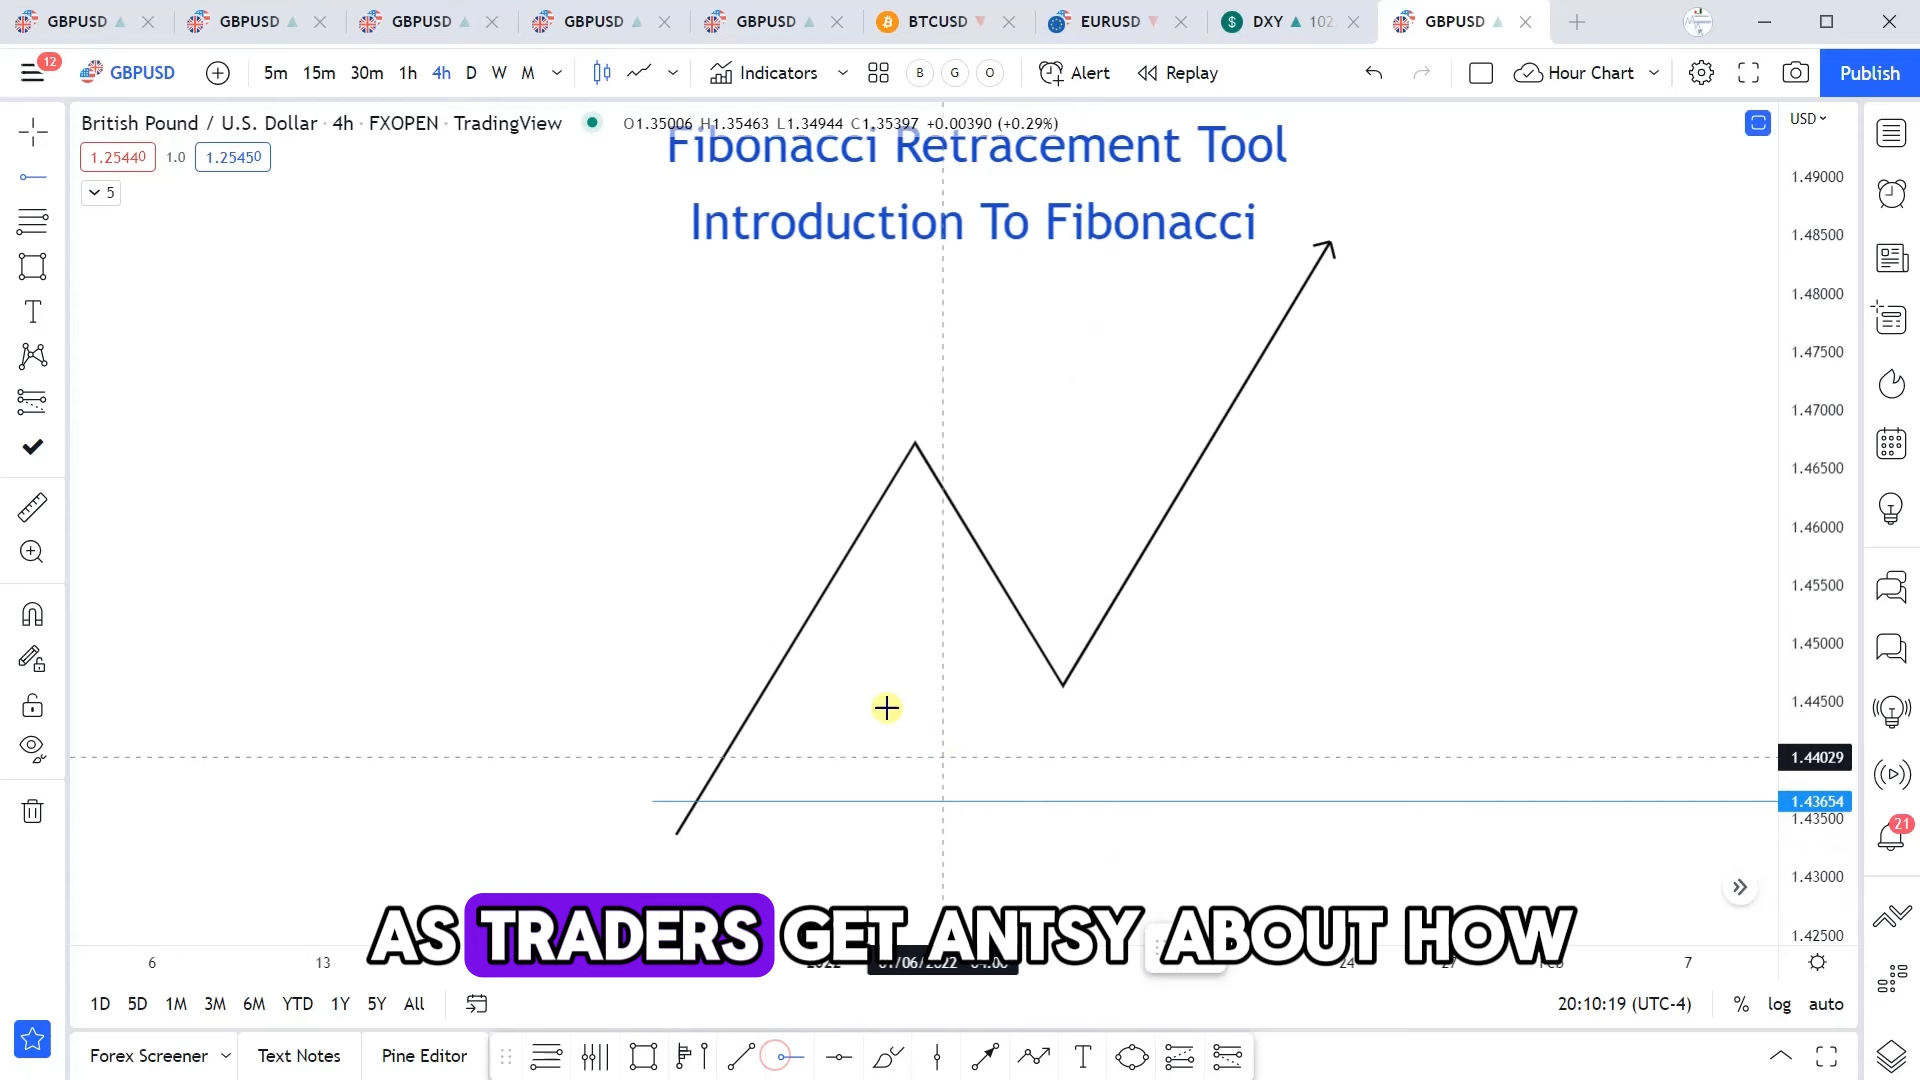 GBPUSD GBPUSD GBPUSD GBPUSD GBPUSD BTCUSD EURUSD DXY 102 GBPUSD
12 GBPUSD 5m 15m 30m 1h 4h D W M Indicators B G O Alert Replay Hour Chart Publish
British Pound / U.S. Dollar · 4h · FXOPEN · TradingView O1.35006 H1.35463 L1.34944 C1.35397 +0.00390 (+0.29%) USD
Fibonacci Retracement Tool
1.25440 1.0 1.25450
5
Introduction To Fibonacci
1.49000
1.48500
1.48000
1.47500
1.47000
1.46500
1.46000
1.45500
1.45000
1.44500
1.44029
1.43654
1.43500
21
1.43000
1.42500
AS TRADERS GET ANTSY ABOUT HOW
6 13 24 7
1D 5D 1M 3M 6M YTD 1Y 5Y All 20:10:19 (UTC-4) % log auto
Forex Screener Text Notes Pine Editor